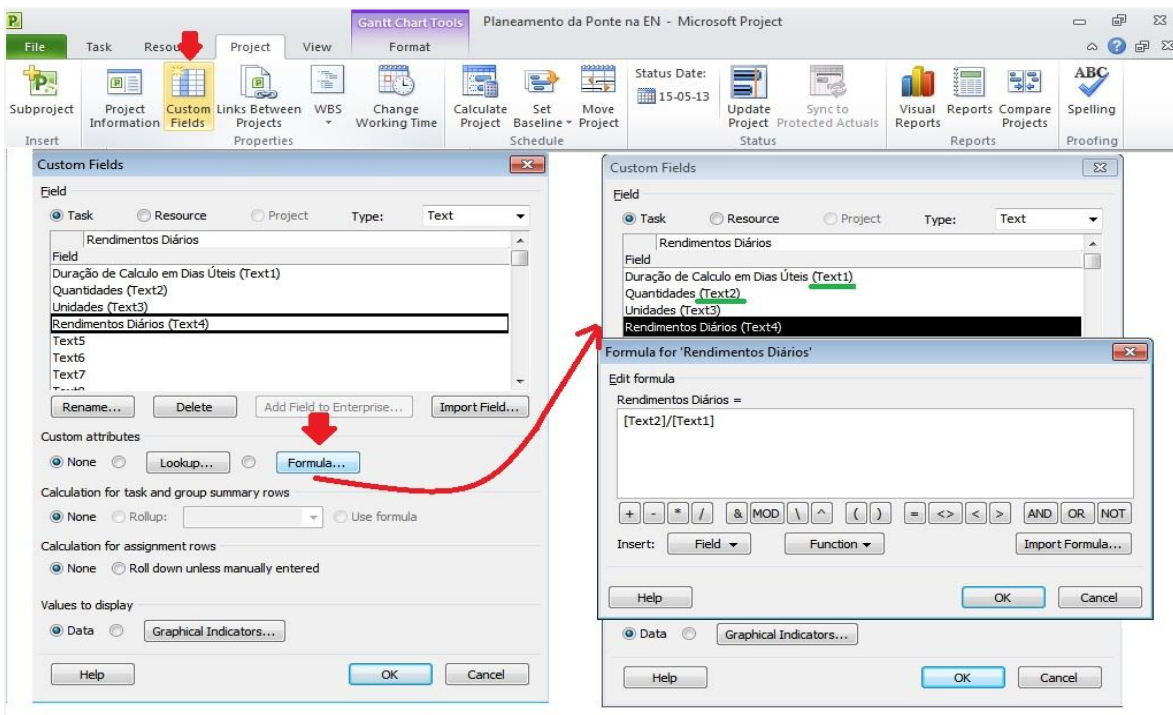 Gantt Chart Tools
Planeamento da Ponte na EN - Microsoft Project
File Task Project View Format
Subproject
Project Information
Custom Fields
Links Between Projects
WBS
Change Working Time
Calculate Project
Set Baseline
Move Project
Status Date:
15-05-13
Update Project
Sync to Protected Actuals
Visual Reports
Reports
Compare Projects
ABC
Spelling
Insert Properties Schedule Status Reports Proofing
Custom Fields
Field
Task Resource Project Type: Text
Rendimentos Diários
Field
Duração de Calculo em Dias Úteis (Text1)
Quantidades (Text2)
Unidades (Text3)
Rendimentos Diários (Text4)
Text5
Text6
Text7
Rename... Delete Add Field to Enterprise... Import Field...
Custom attributes
None Lookup... Formula...
Calculation for task and group summary rows
None Rollup: Use formula
Calculation for assignment rows
None Roll down unless manually entered
Values to display
Data Graphical Indicators...
Help OK Cancel
Custom Fields
Field
Task Resource Project Type: Text
Rendimentos Diários
Field
Duração de Calculo em Dias Úteis (Text1)
Quantidades (Text2)
Unidades (Text3)
Rendimentos Diários (Text4)
Formula for 'Rendimentos Diários'
Edit formula
Rendimentos Diários =
[Text2]/[Text1]
+ - * / & MOD \ ^ ( ) = <> < > AND OR NOT
Insert: Field Function Import Formula...
Help OK Cancel
Data Graphical Indicators...
Help OK Cancel